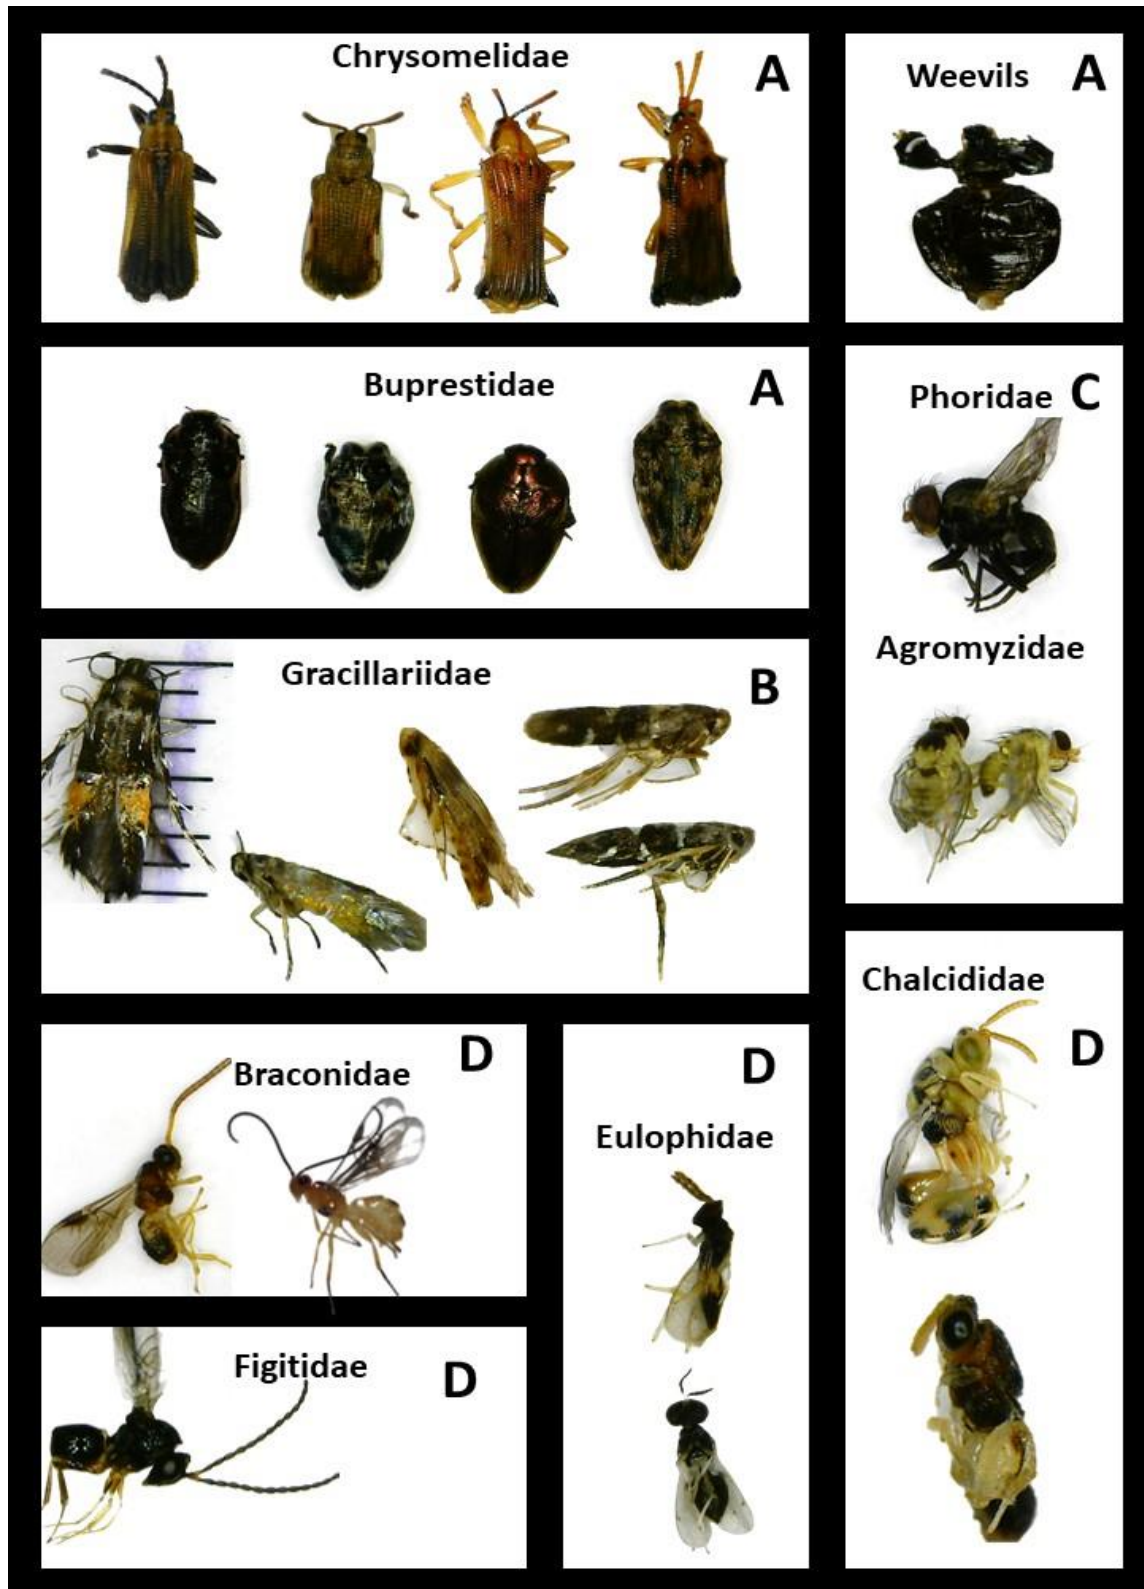 Chrysomelidae A
Weevils A
Buprestidae A
Phoridae C
Agromyzidae
Gracillariidae B
Chalcididae
D
Braconidae D
D
Eulophidae
Figitidae D